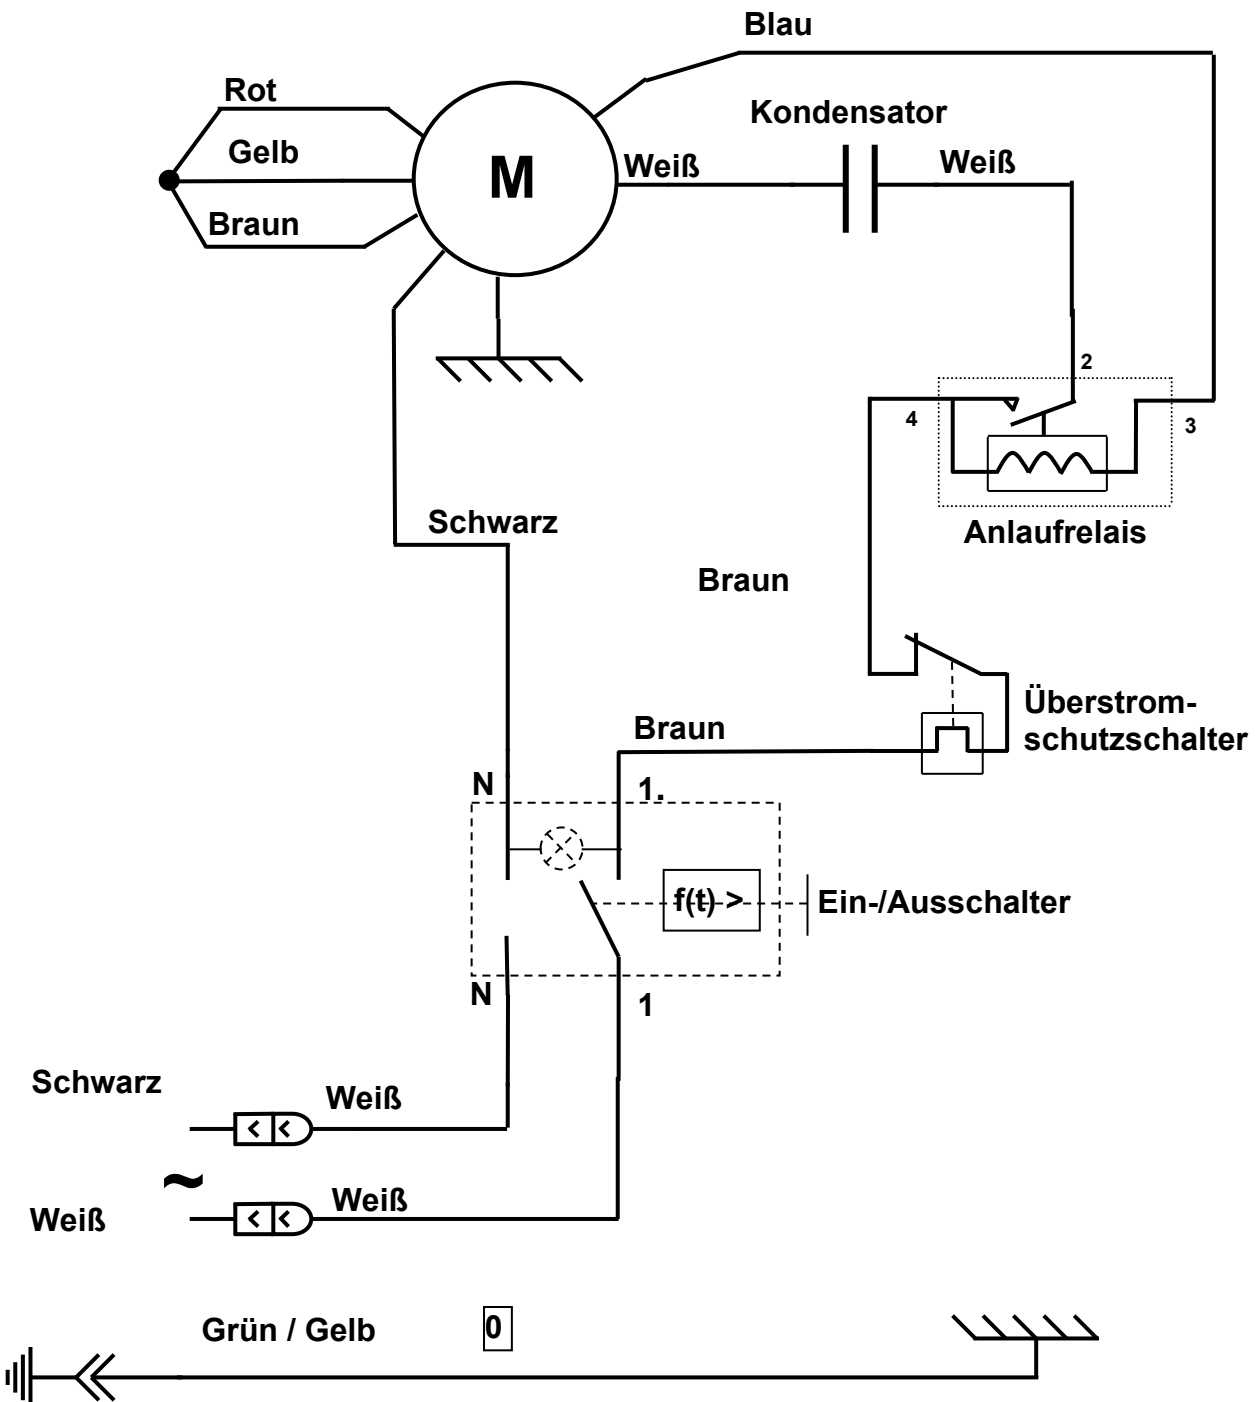 Blau
Rot
Kondensator
Gelb
M
Weiß
Weiß
Braun
2
4
3
Schwarz
Anlaufrelais
Braun
Überstrom-
schutzschalter
Braun
N
1.
f(t) >
Ein-/Ausschalter
N
1
Schwarz
Weiß
~
Weiß
Weiß
Grün / Gelb
0